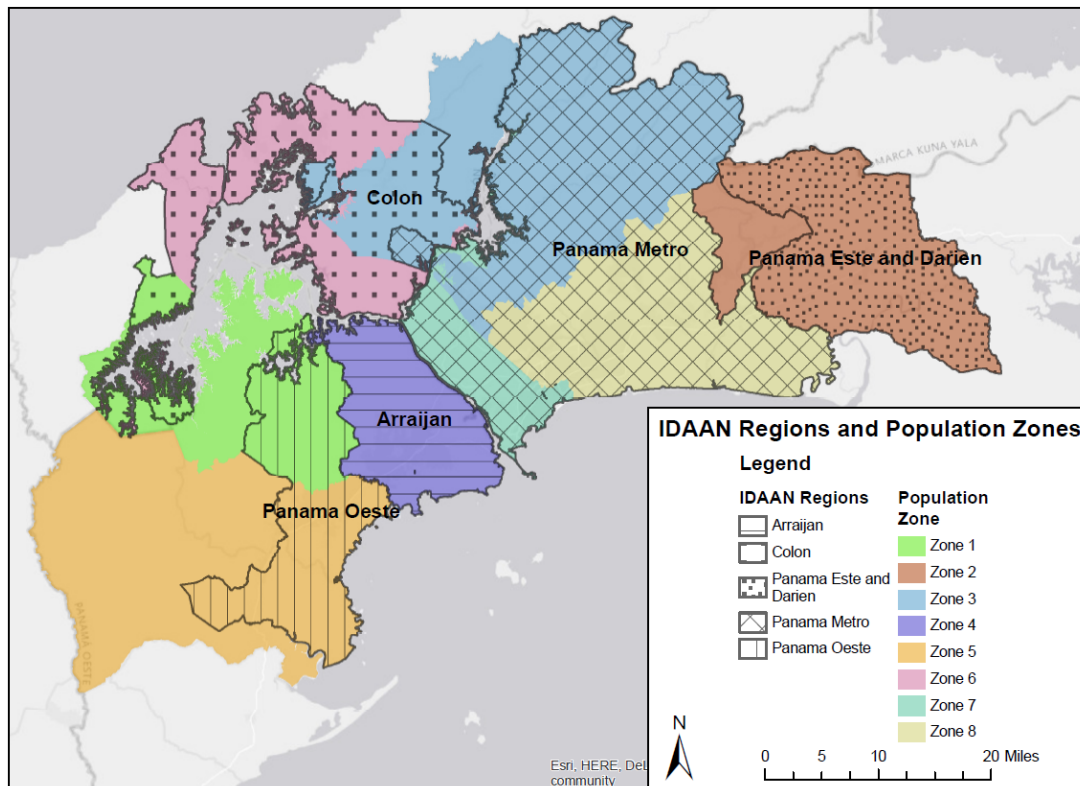 MARCA KUNA YALA
Colon
Panama Metro
Panama Este and Darien
Arraijan
Panama Oeste
PANAMA OESTE
IDAAN Regions and Population Zones
Legend
IDAAN Regions
Arraijan
Colon
Panama Este and
Darien
Panama Metro
Panama Oeste
Population
Zone
Zone 1
Zone 2
Zone 3
Zone 4
Zone 5
Zone 6
Zone 7
Zone 8
N
0 5 10 20 Miles
Esri, HERE, DeL
community